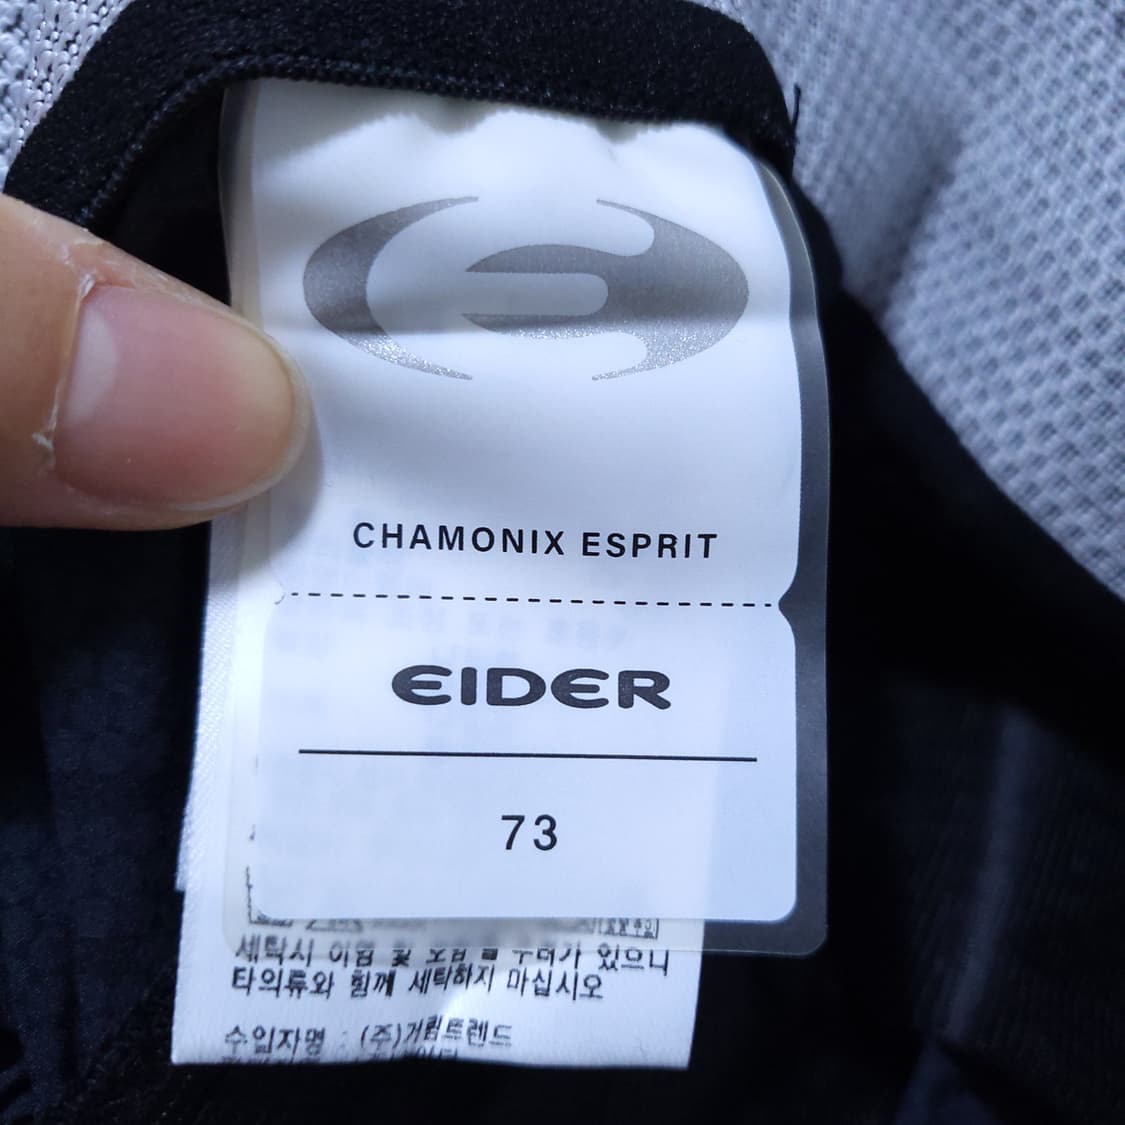 CHAMONIX ESPRIT
EIDER
73
세탁시 이염 및 오염 될 우려가 있으니
타의류와 함께 세탁하지 마십시오
수입자명 : (주)거림트렌드